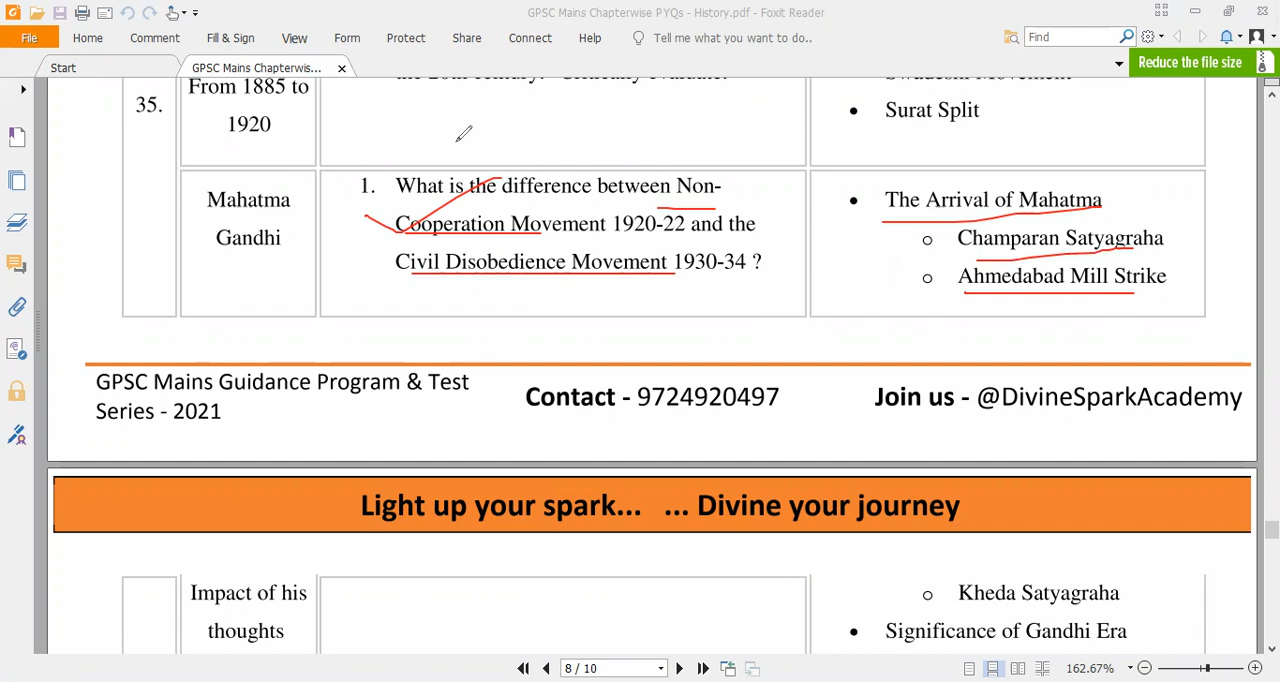 GPSC Mains Chapterwise PYQs - History.pdf - Foxit Reader
File Home Comment Fill & Sign View Form Protect Share Connect Help Tell me what you want to do.. Find
Start GPSC Mains Chapterwis... Reduce the file size
From 1885 to
35.
1920
Surat Split
Mahatma
Gandhi
1. What is the difference between Non-
Cooperation Movement 1920-22 and the
Civil Disobedience Movement 1930-34 ?
The Arrival of Mahatma
Champaran Satyagraha
Ahmedabad Mill Strike
GPSC Mains Guidance Program & Test
Series - 2021
Contact - 9724920497
Join us - @DivineSparkAcademy
Light up your spark... ... Divine your journey
Impact of his
thoughts
Kheda Satyagraha
Significance of Gandhi Era
8 / 10
162.67%